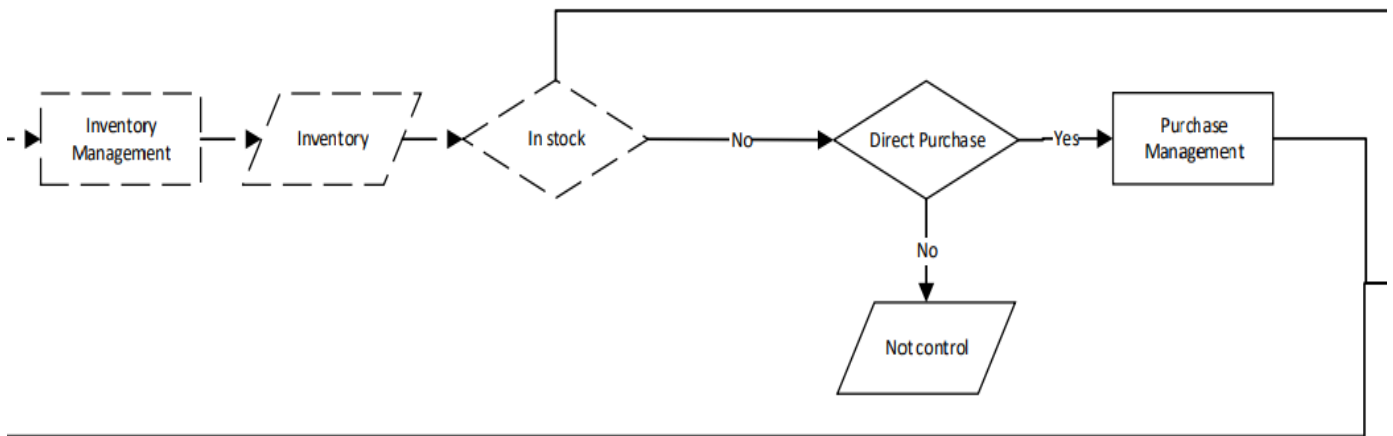 Inventory
Management
Inventory
In stock
No
Direct Purchase
Yes
Purchase
Management
No
Not control